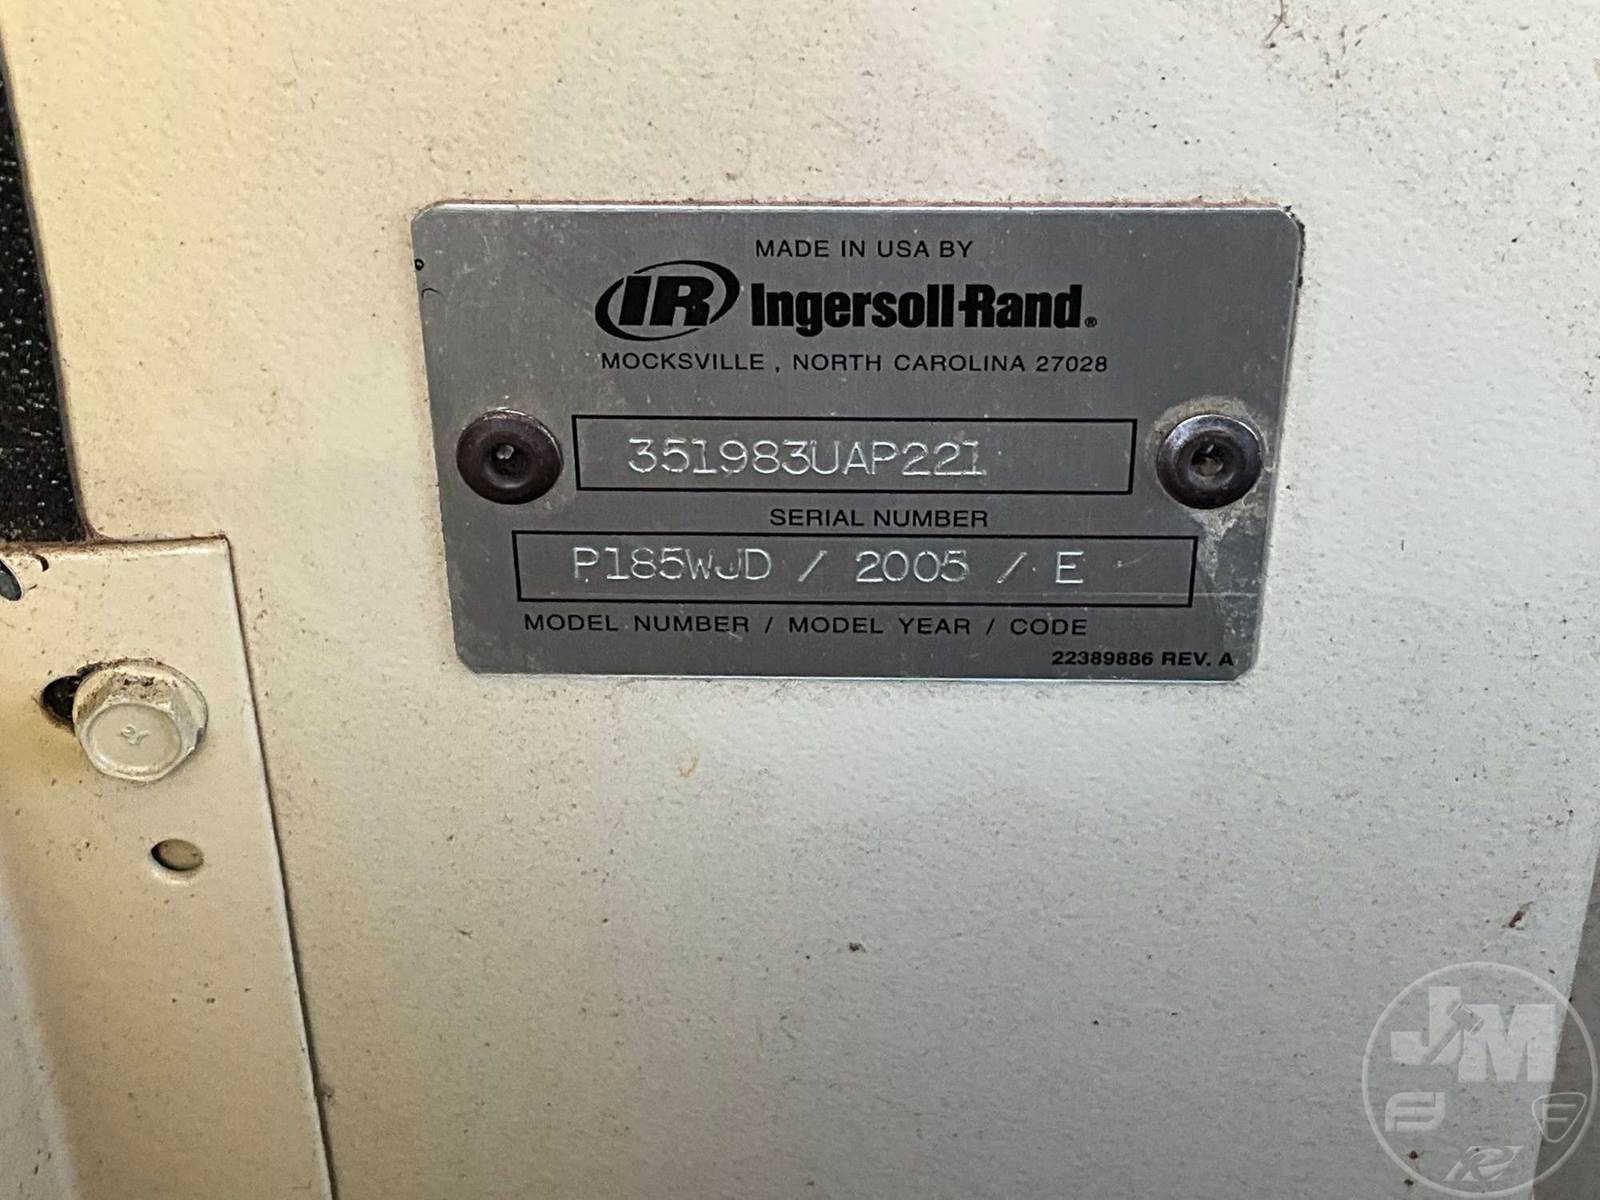 MADE IN USA BY
IR Ingersoll-Rand®
MOCKSVILLE , NORTH CAROLINA 27028
351983UAP221
SERIAL NUMBER
P185WJD / 2005 / E
MODEL NUMBER / MODEL YEAR / CODE
22389886 REV. A
JM